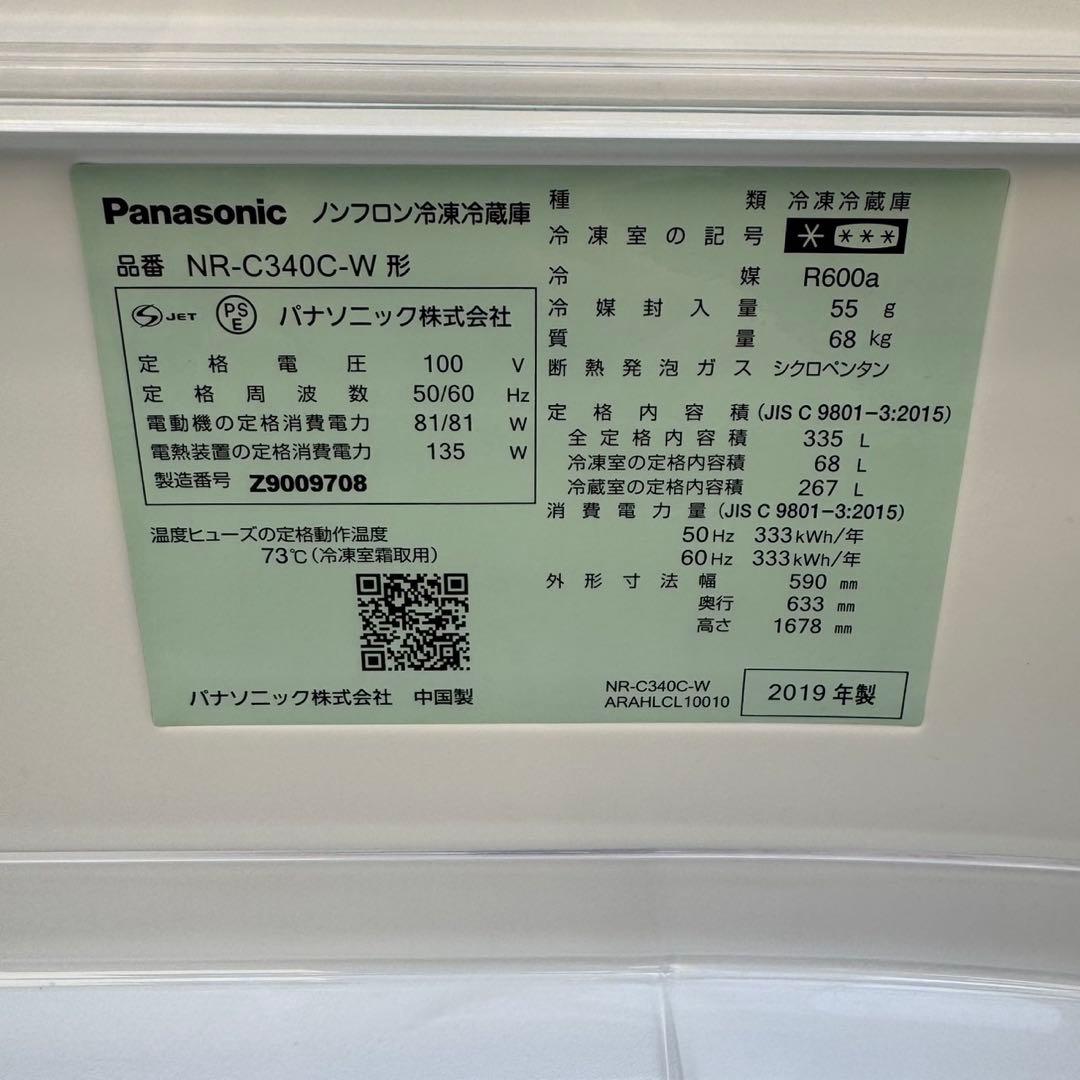 Panasonic ノンフロン冷凍冷蔵庫
品番 NR-C340C-W 形
S JET PSE パナソニック株式会社
定格電圧 100 V
定格周波数 50/60 Hz
電動機の定格消費電力 81/81 W
電熱装置の定格消費電力 135 W
製造番号 Z9009708
温度ヒューズの定格動作温度
73℃(冷凍室霜取用)
パナソニック株式会社 中国製
種類 冷凍冷蔵庫
冷凍室の記号 * ***
冷媒 R600a
冷媒封入量 55 g
質量 68 kg
断熱発泡ガス シクロペンタン
定格内容積 (JIS C 9801-3:2015)
全定格内容積 335 L
冷凍室の定格内容積 68 L
冷蔵室の定格内容積 267 L
消費電力量 (JIS C 9801-3:2015)
50Hz 333kWh/年
60Hz 333kWh/年
外形寸法 幅 590 mm
奥行 633 mm
高さ 1678 mm
NR-C340C-W
ARAHLCL10010
2019 年製